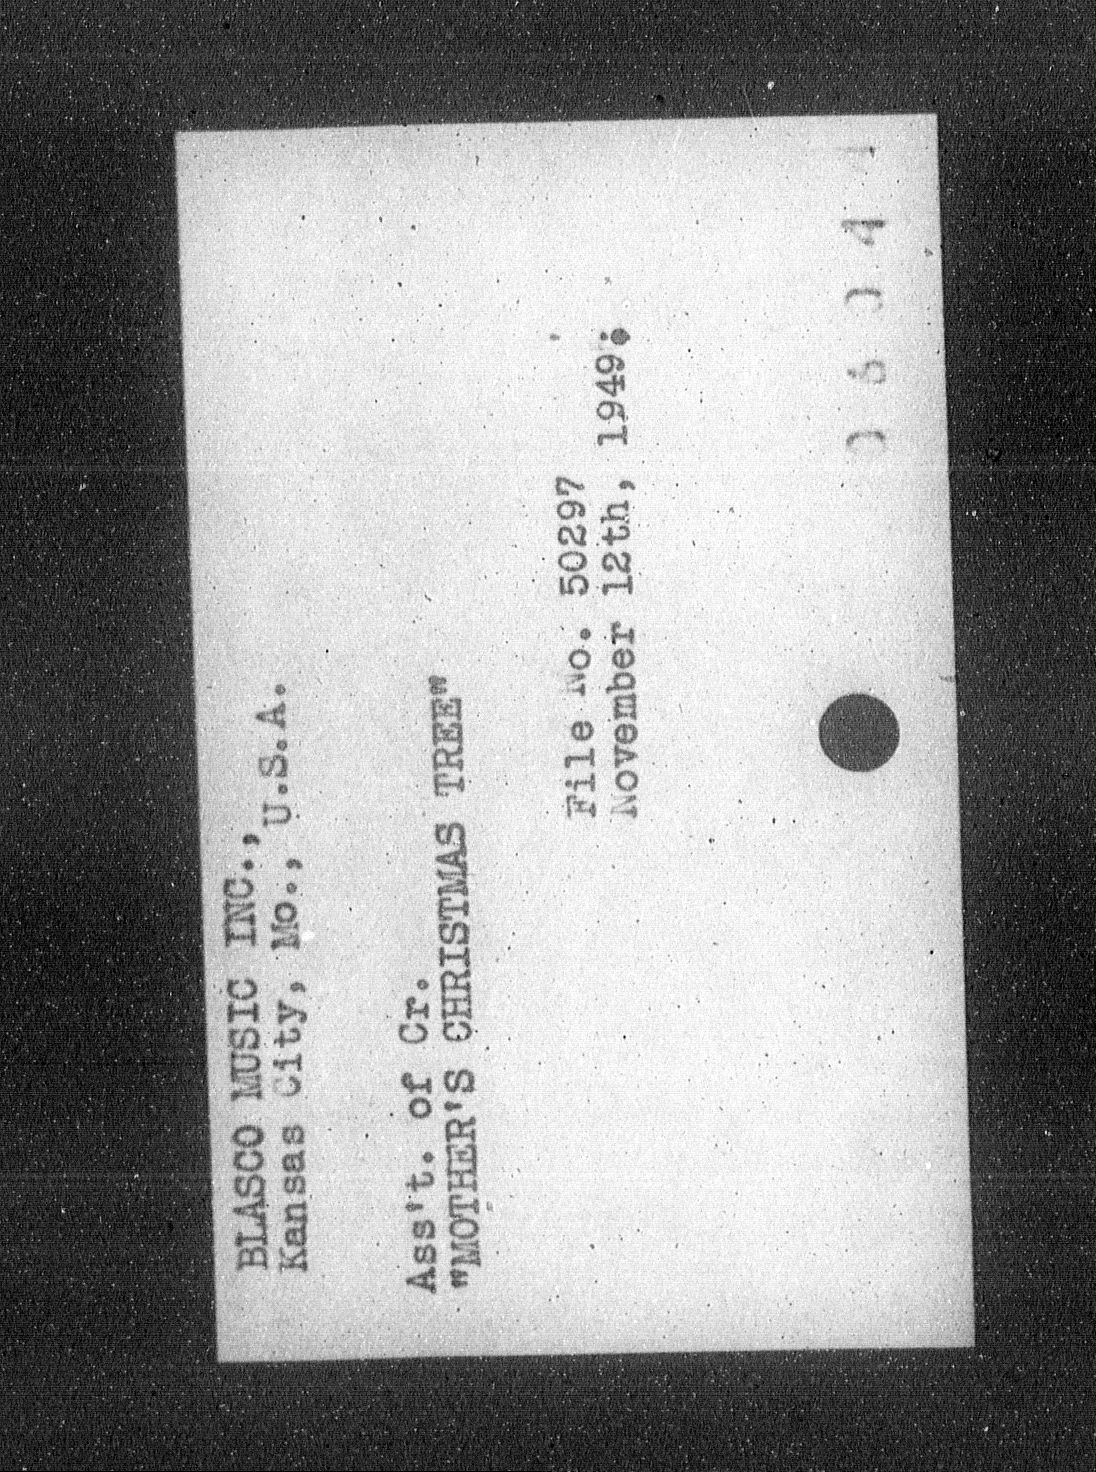 BLASCO MUSIC INC.,
Kansas City, Mo., U.S.A.
Ass't. of Cr.
"MOTHER'S CHRISTMAS TREE"
File No. 50297
November 12th, 1949.